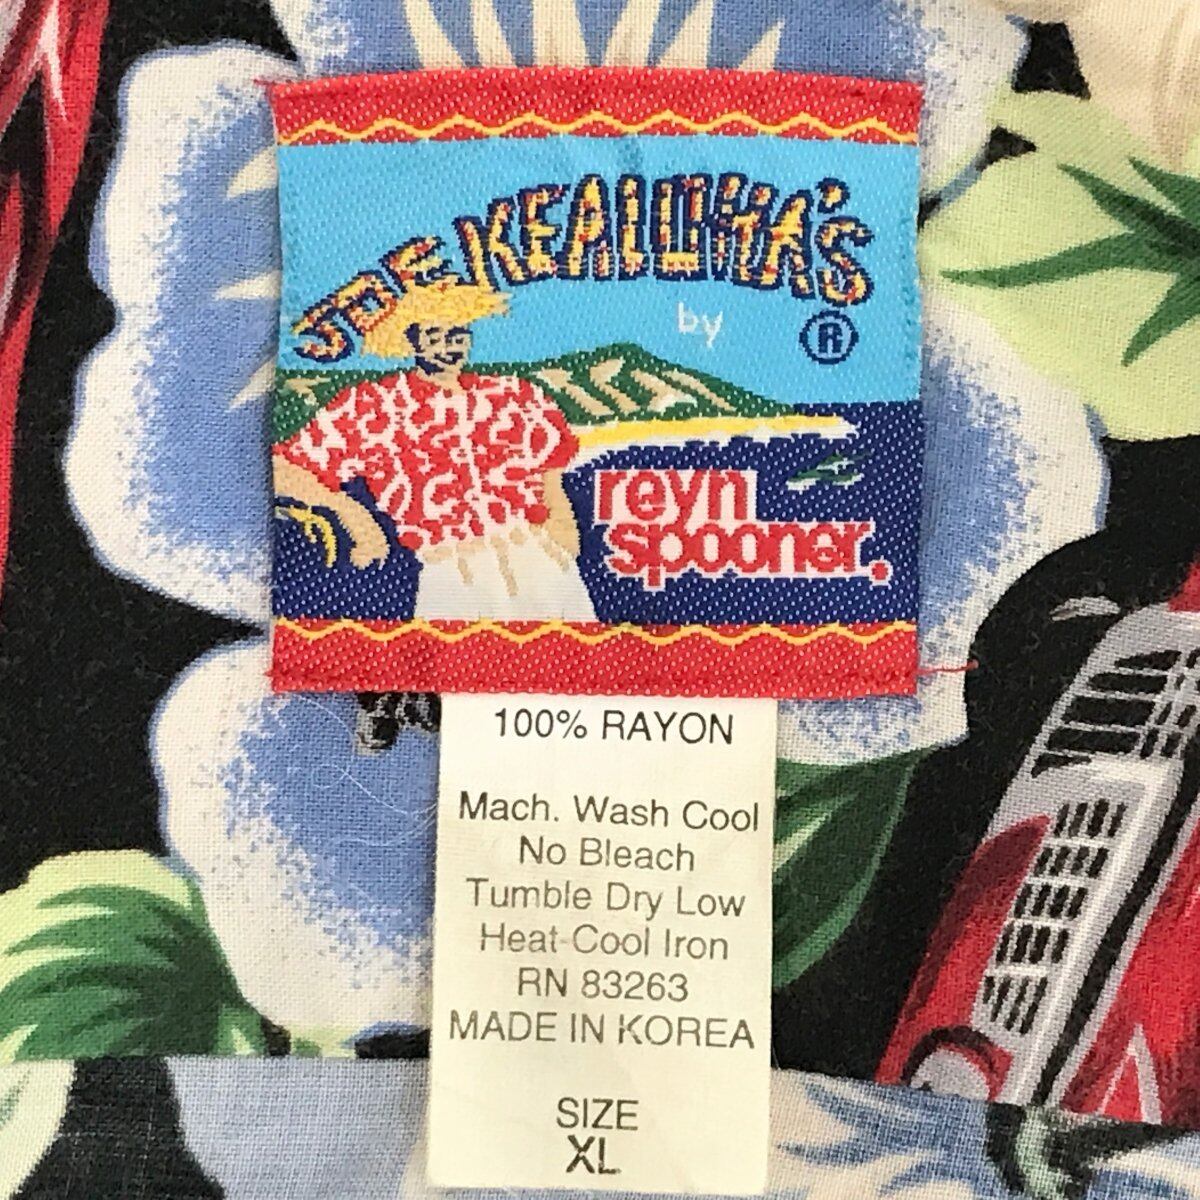 JOE KEALOHA'S
by
®
reyn
spooner.
100% RAYON
Mach. Wash Cool
No Bleach
Tumble Dry Low
Heat-Cool Iron
RN 83263
MADE IN KOREA
SIZE
XL